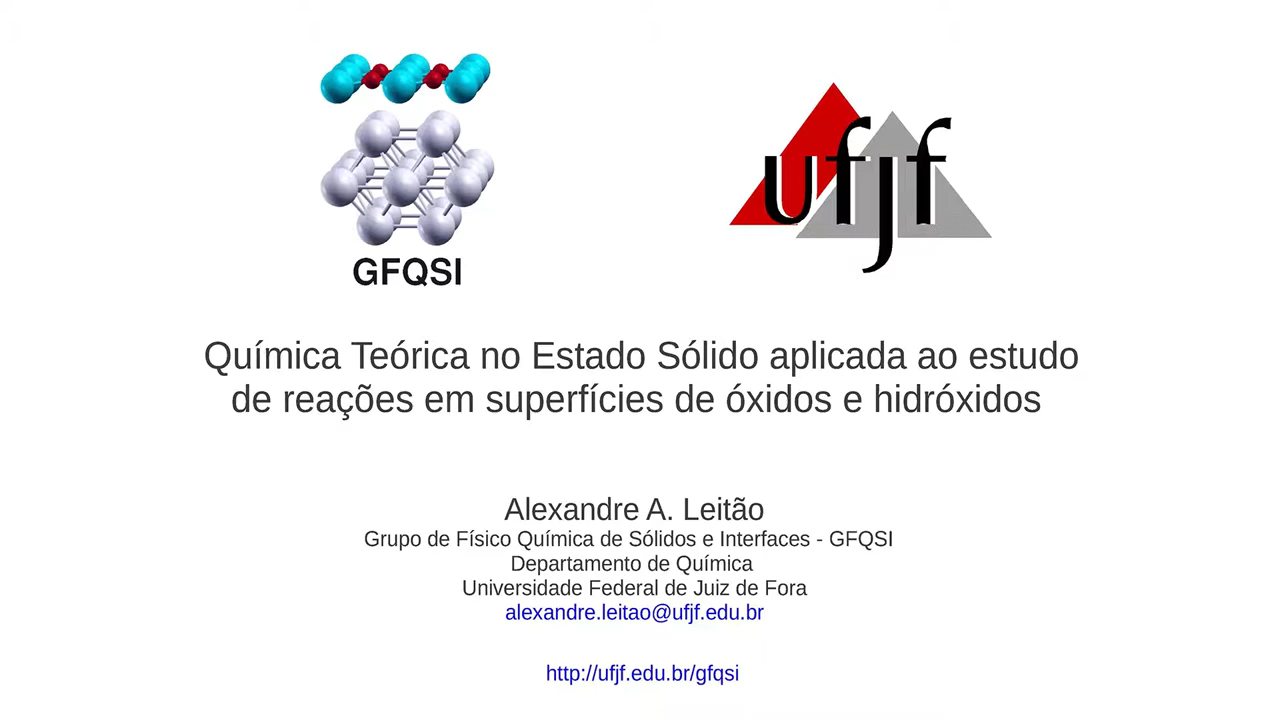 GFQSI
ufjf
Química Teórica no Estado Sólido aplicada ao estudo
de reações em superfícies de óxidos e hidróxidos
Alexandre A. Leitão
Grupo de Físico Química de Sólidos e Interfaces - GFQSI
Departamento de Química
Universidade Federal de Juiz de Fora
alexandre.leitao@ufjf.edu.br
http://ufjf.edu.br/gfqsi